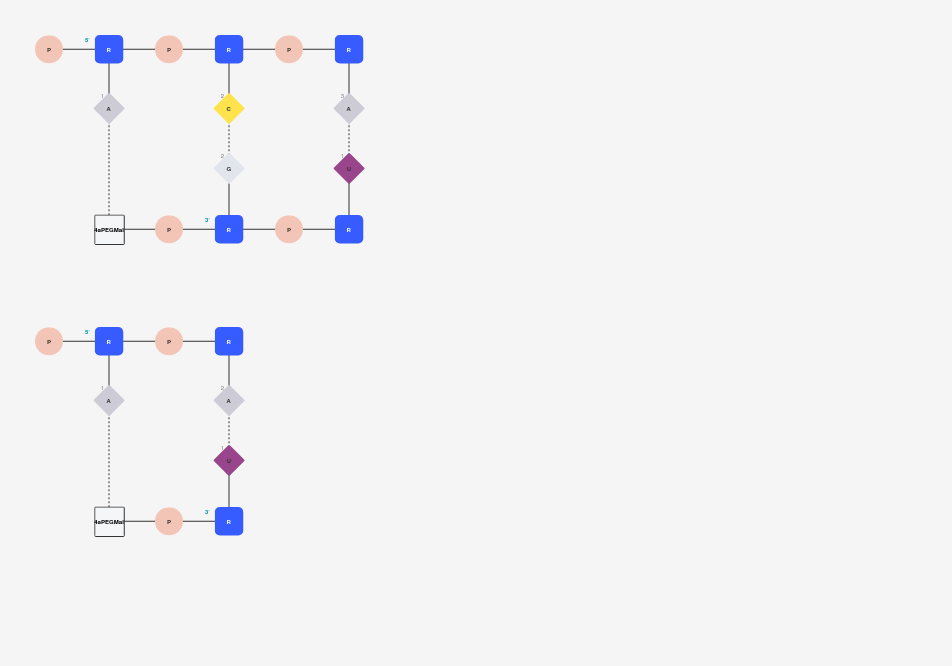 5'
P R P R P R
1 2 3
A C A
2 1
G U
3'
4aPEGMal P R P R
5'
P R P R
1 2
A A
1
U
3'
4aPEGMal P R